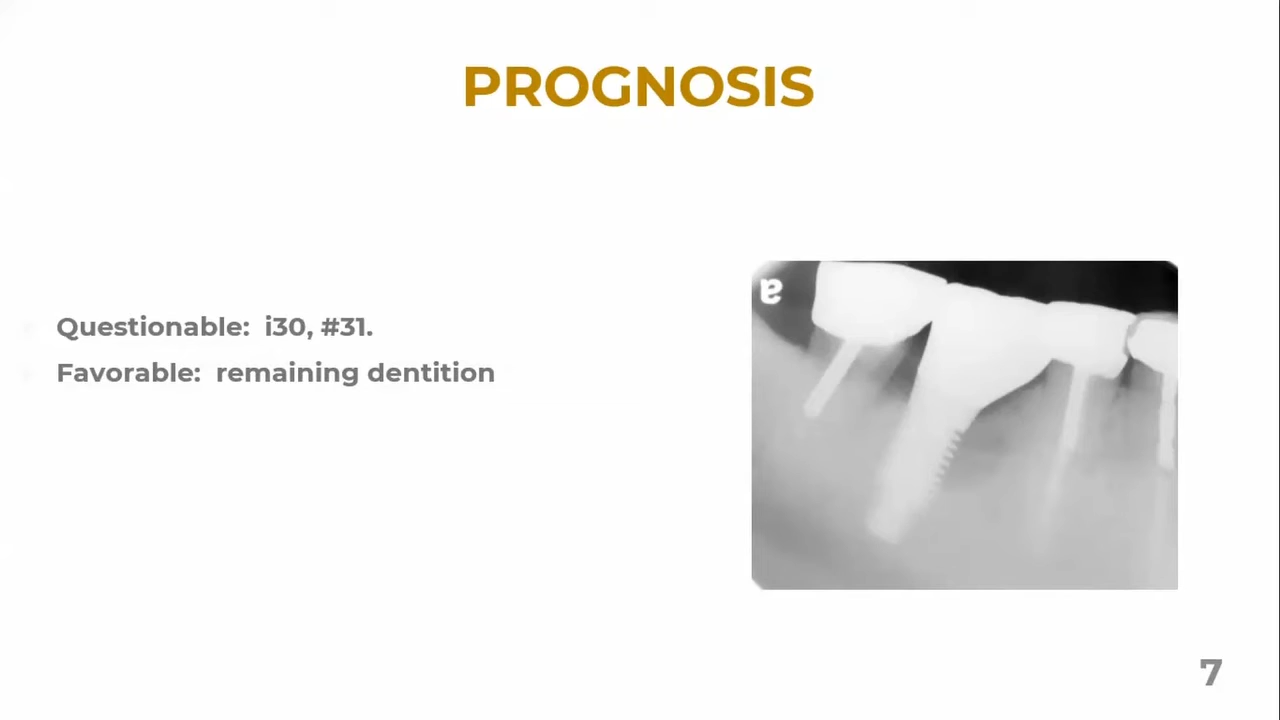 PROGNOSIS
Questionable: i30, #31.
Favorable: remaining dentition
a
7